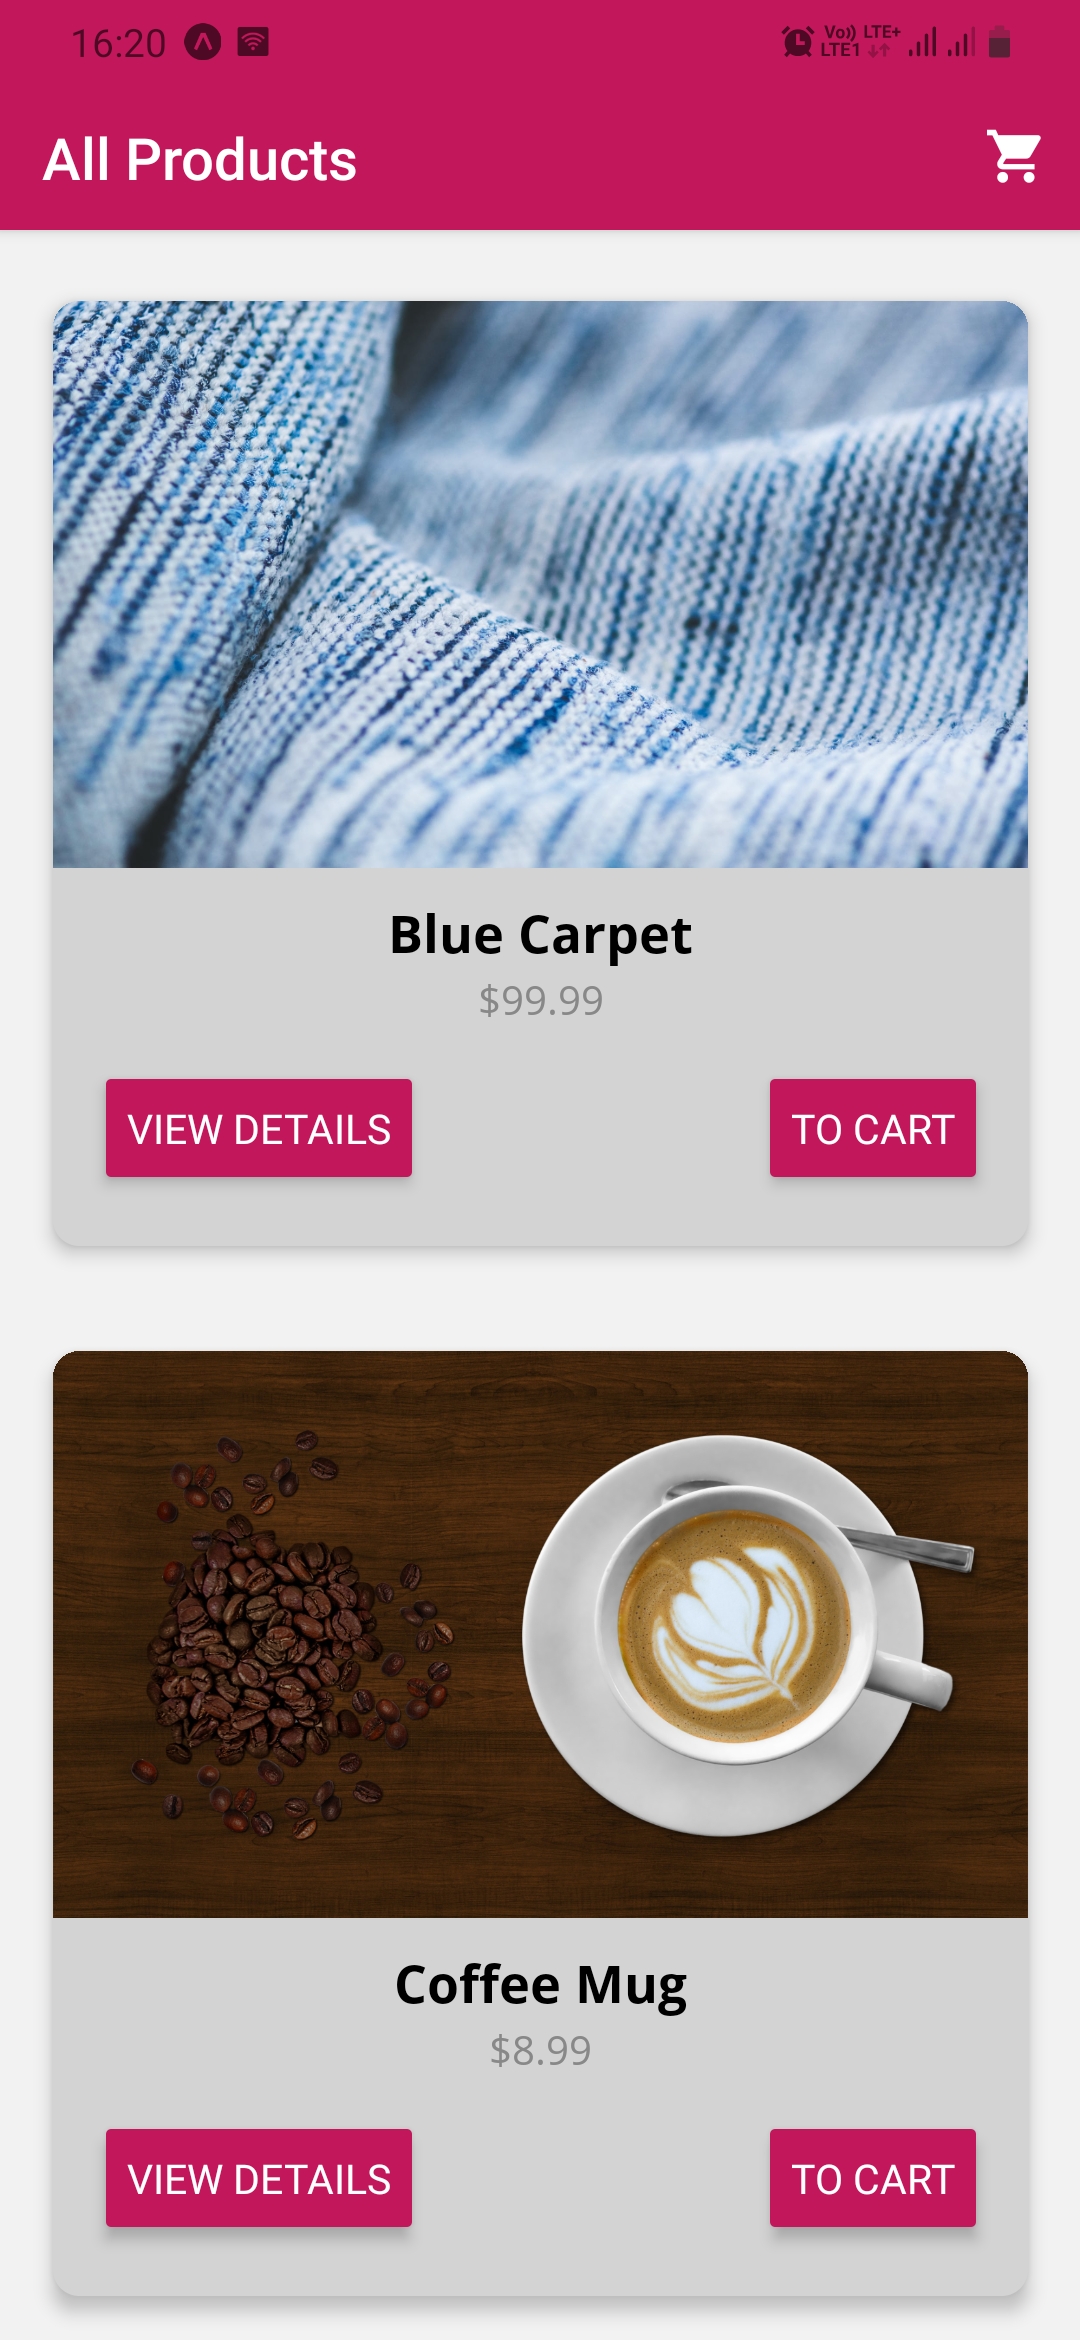 16:20 Vo)) LTE+
LTE1
All Products
Blue Carpet
$99.99
VIEW DETAILS TO CART
Coffee Mug
$8.99
VIEW DETAILS TO CART